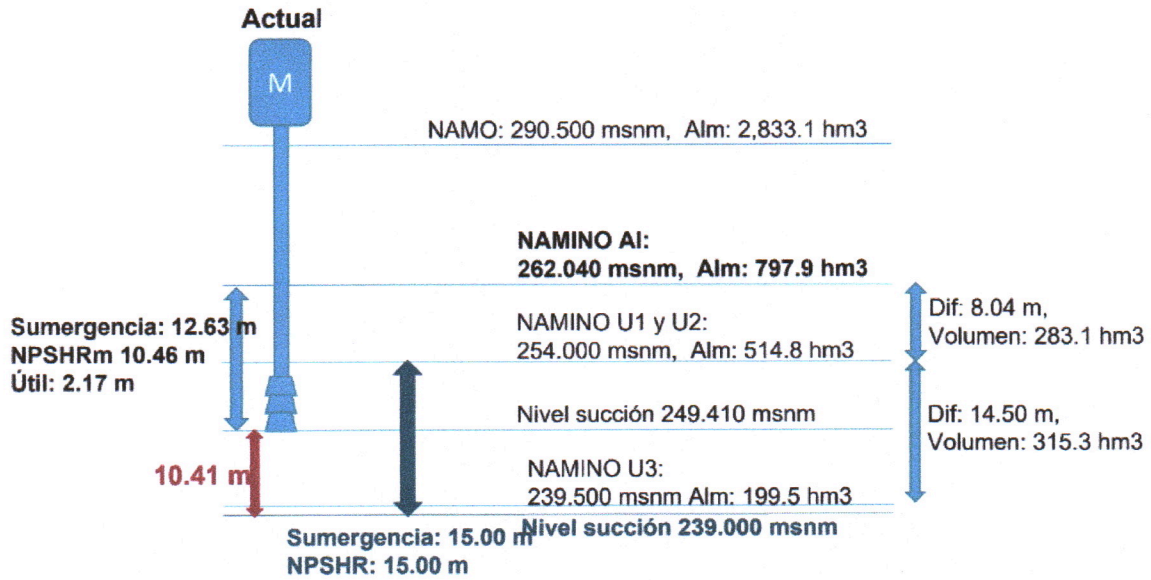 Actual
M
NAMO: 290.500 msnm, Alm: 2,833.1 hm3
NAMINO AI:
262.040 msnm, Alm: 797.9 hm3
Sumergencia: 12.63 m
NPSHRm 10.46 m
Útil: 2.17 m
NAMINO U1 y U2:
254.000 msnm, Alm: 514.8 hm3
Dif: 8.04 m,
Volumen: 283.1 hm3
Nivel succión 249.410 msnm
Dif: 14.50 m,
Volumen: 315.3 hm3
10.41 m
NAMINO U3:
239.500 msnm Alm: 199.5 hm3
Nivel succión 239.000 msnm
Sumergencia: 15.00 m
NPSHR: 15.00 m